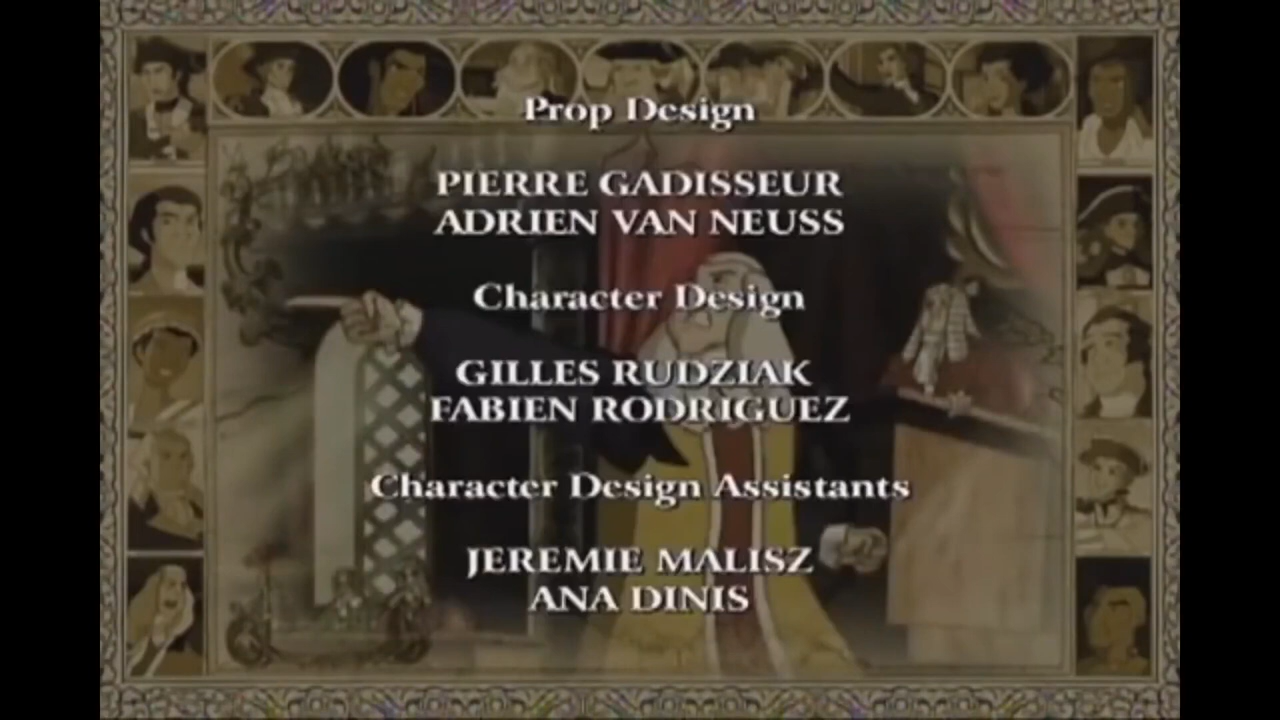 Prop Design
PIERRE GADISSEUR
ADRIEN VAN NEUSS
Character Design
GILLES RUDZIAK
FABIEN RODRIGUEZ
Character Design Assistants
JEREMIE MALISZ
ANA DINIS